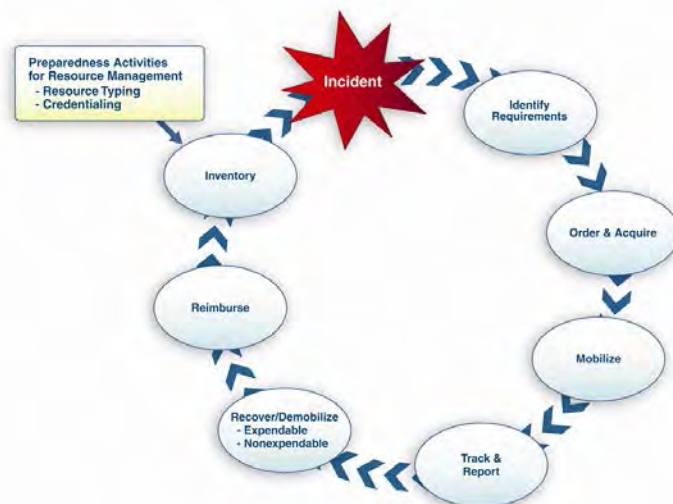 Preparedness Activities
for Resource Management
- Resource Typing
- Credentialing
Incident
Identify
Requirements
Order & Acquire
Mobilize
Track &
Report
Recover/Demobilize
- Expendable
- Nonexpendable
Reimburse
Inventory